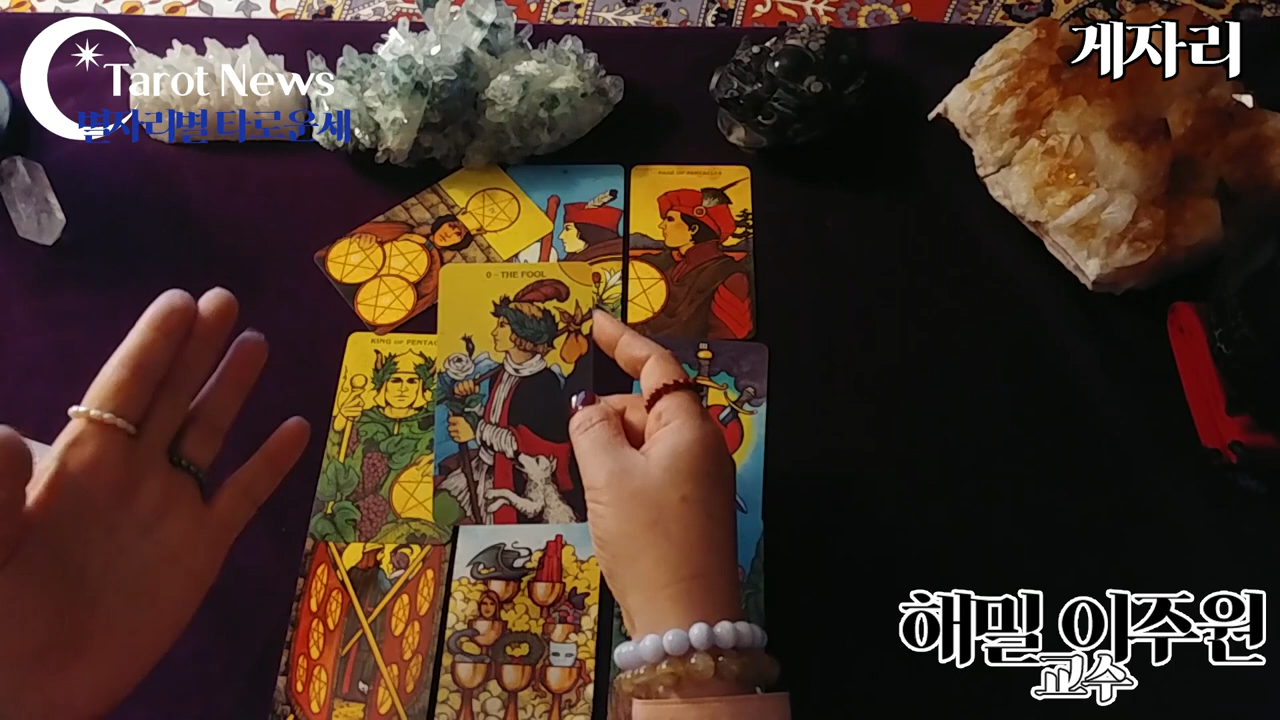 Tarot News
별자리별 타로운세
게자리
PAGE OF PENTACLES
0 - THE FOOL
KING OF PENTAC
해밀 이주원
교수